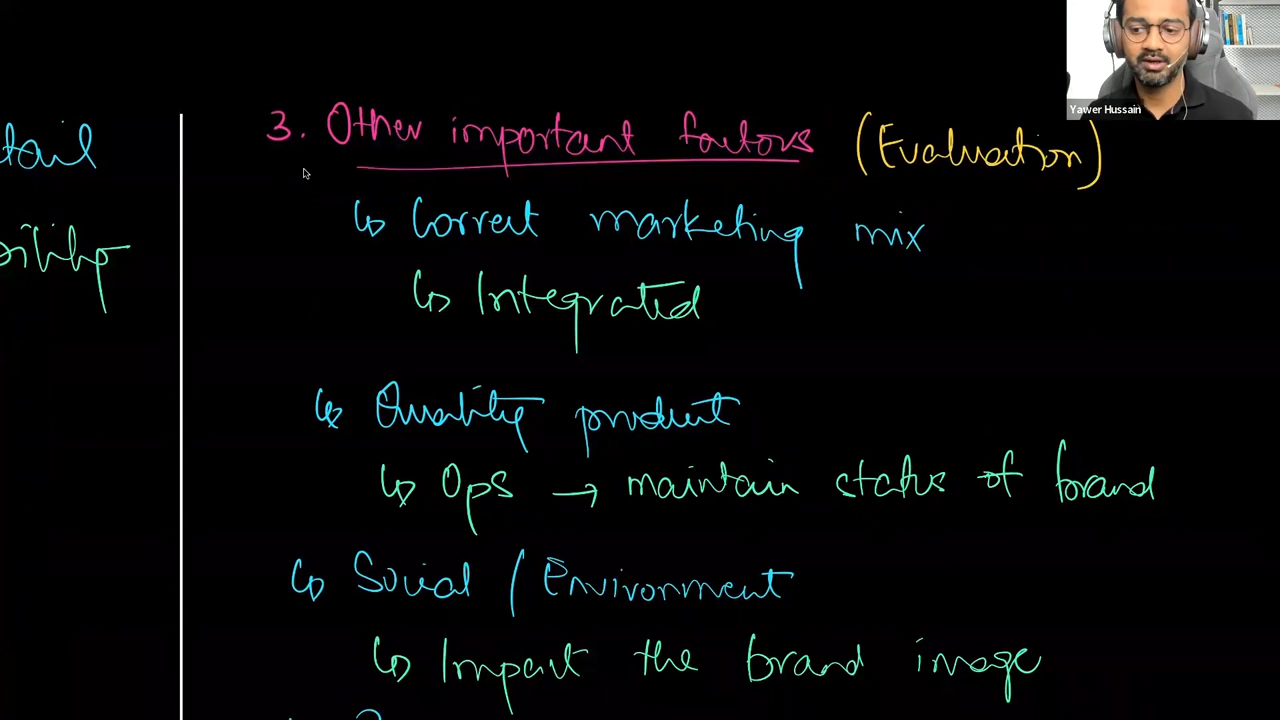 Yawer Hussain
tail
3. Other important factors (Evaluation)
↳ Correct marketing mix
↳ Integrated
↳ Quality product
↳ Ops → maintain status of brand
↳ Social / Environment
↳ Impact the brand image